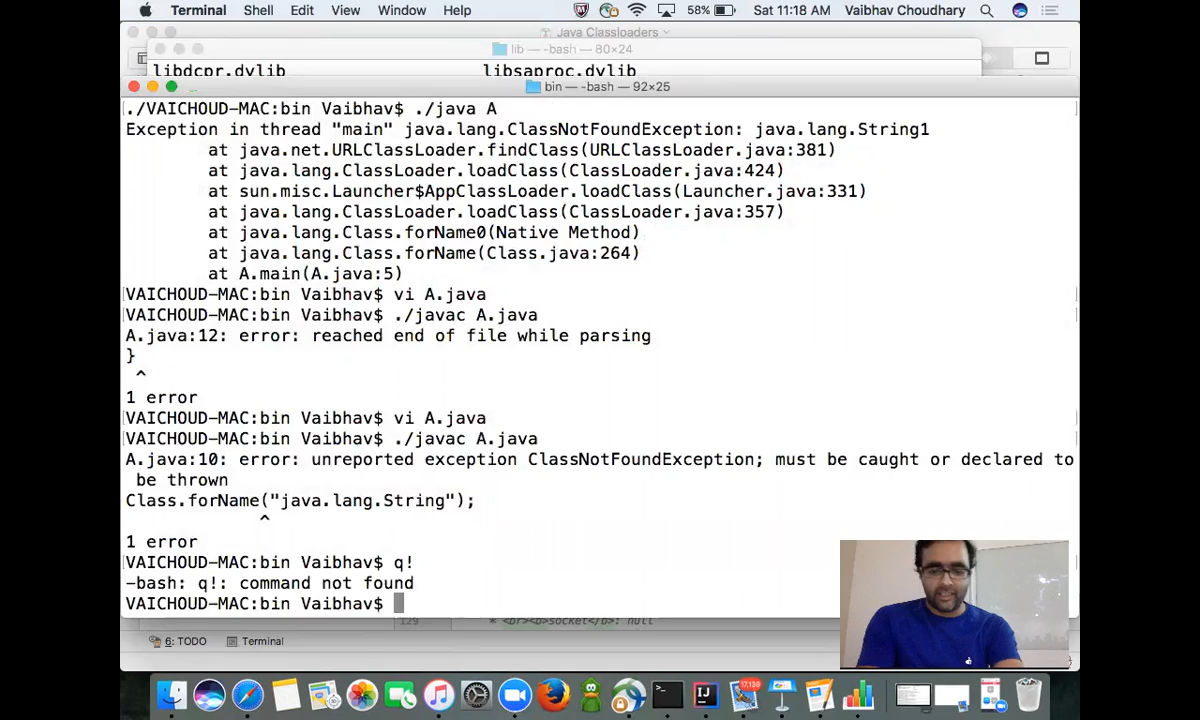 Terminal Shell Edit View Window Help 58% Sat 11:18 AM Vaibhav Choudhary
Java Classloaders
lib — -bash — 80×24
libdcpr.dylib libsaproc.dylib
bin — -bash — 92×25
./VAICHOUD-MAC:bin Vaibhav$ ./java A
Exception in thread "main" java.lang.ClassNotFoundException: java.lang.String1
at java.net.URLClassLoader.findClass(URLClassLoader.java:381)
at java.lang.ClassLoader.loadClass(ClassLoader.java:424)
at sun.misc.Launcher$AppClassLoader.loadClass(Launcher.java:331)
at java.lang.ClassLoader.loadClass(ClassLoader.java:357)
at java.lang.Class.forName0(Native Method)
at java.lang.Class.forName(Class.java:264)
at A.main(A.java:5)
VAICHOUD-MAC:bin Vaibhav$ vi A.java
VAICHOUD-MAC:bin Vaibhav$ ./javac A.java
A.java:12: error: reached end of file while parsing
}
^
1 error
VAICHOUD-MAC:bin Vaibhav$ vi A.java
VAICHOUD-MAC:bin Vaibhav$ ./javac A.java
A.java:10: error: unreported exception ClassNotFoundException; must be caught or declared to
be thrown
Class.forName("java.lang.String");
^
1 error
VAICHOUD-MAC:bin Vaibhav$ q!
-bash: q!: command not found
VAICHOUD-MAC:bin Vaibhav$
129 * <br><b>socket</b>: null
6: TODO Terminal
17,139